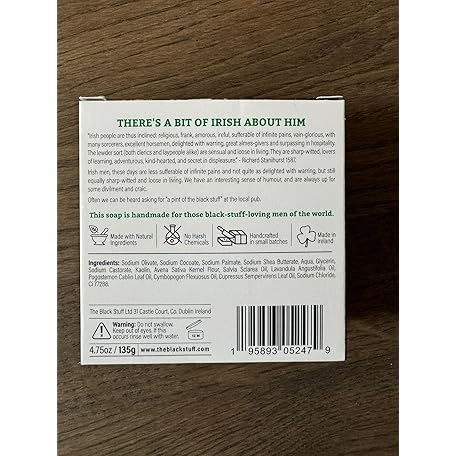 THERE'S A BIT OF IRISH ABOUT HIM
"Irish people are thus inclined: religious, frank, amorous, ireful, sufferable of infinite pains, vain-glorious, with
many sorcerers, excellent horsemen, delighted with warring, great almes-givers and surpassing in hospitality.
The lewder sort (both clerics and laypeople alike) are sensual and loose in living. They are sharp-witted, lovers
of learning, adventurous, kind-hearted, and secret in displeasure." - Richard Stanihurst 1587.
Irish men, these days are less sufferable of infinite pains and not quite as delighted with warring, but still
equally sharp-witted and loose in living. We have an interesting sense of humour, and are always up for
some divilment and craic.
Often we can be heard asking for "a pint of the black stuff" at the local pub.
This soap is handmade for those black-stuff-loving men of the world.
Made with Natural
Ingredients
No Harsh
Chemicals
Handcrafted
in small batches
Made in
Ireland
Ingredients: Sodium Olivate, Sodium Cocoate, Sodium Palmate, Sodium Shea Butterate, Aqua, Glycerin,
Sodium Castorate, Kaolin, Avena Sativa Kernel Flour, Salvia Sclarea Oil, Lavandula Angustifolia Oil,
Pogostemen Cablin Leaf Oil, Cymbopogon Flexuosus Oil, Cupressus Sempervirens Leaf Oil, Sodium Chloride,
Ci 77288.
The Black Stuff Ltd 31 Castle Court, Co. Dublin Ireland
Warning: Do not swallow.
Keep out of eyes. If this
occurs rinse well with water.
12 M
4.75oz / 135g
www.theblackstuff.com
1 95893 05247 9